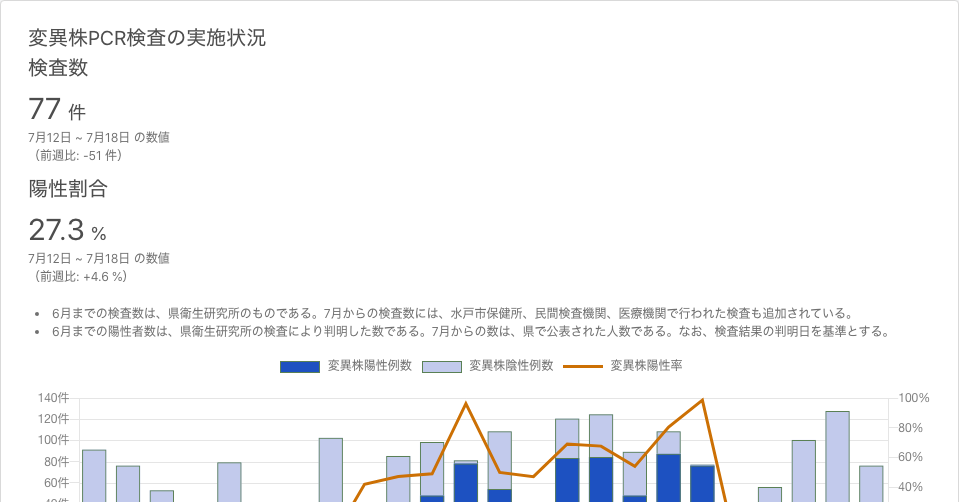 変異株PCR検査の実施状況
検査数
77 件
7月12日 ~ 7月18日 の数値
（前週比: -51 件）
陽性割合
27.3 %
7月12日 ~ 7月18日 の数値
（前週比: +4.6 %）
• 6月までの検査数は、県衛生研究所のものである。7月からの検査数には、水戸市保健所、民間検査機関、医療機関で行われた検査も追加されている。
• 6月までの陽性者数は、県衛生研究所の検査により判明した数である。7月からの数は、県で公表された人数である。なお、検査結果の判明日を基準とする。
変異株陽性例数 変異株陰性例数 変異株陽性率
140件 100%
120件
100件 80%
80件 60%
60件 40%
40件